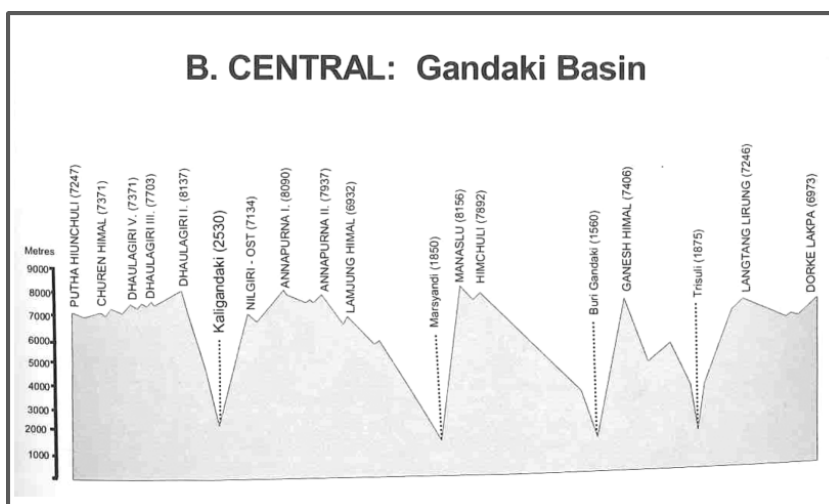 B. CENTRAL: Gandaki Basin
PUTHA HIUNCHULI (7247)
CHUREN HIMAL (7371)
DHAULAGIRI V. (7371)
DHAULAGIRI III. (7703)
DHAULAGIRI I. (8137)
Kaligandaki (2530)
NILGIRI - OST (7134)
ANNAPURNA I. (8090)
ANNAPURNA II. (7937)
LAMJUNG HIMAL (6932)
Marsyandi (1850)
MANASLU (8156)
HIMCHULI (7892)
Buri Gandaki (1560)
GANESH HIMAL (7406)
Trisuli (1875)
LANGTANG LIRUNG (7246)
DORKE LAKPA (6973)
Metres
9000
8000
7000
6000
5000
4000
3000
2000
1000